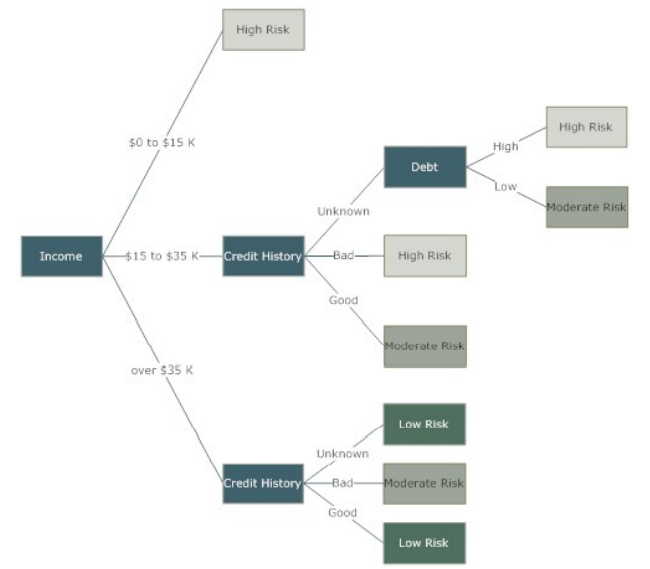 High Risk
$0 to $15 K
High Risk
High
Debt
Low
Moderate Risk
Unknown
Income
$15 to $35 K
Credit History
Bad
High Risk
Good
Moderate Risk
over $35 K
Low Risk
Unknown
Credit History
Bad
Moderate Risk
Good
Low Risk